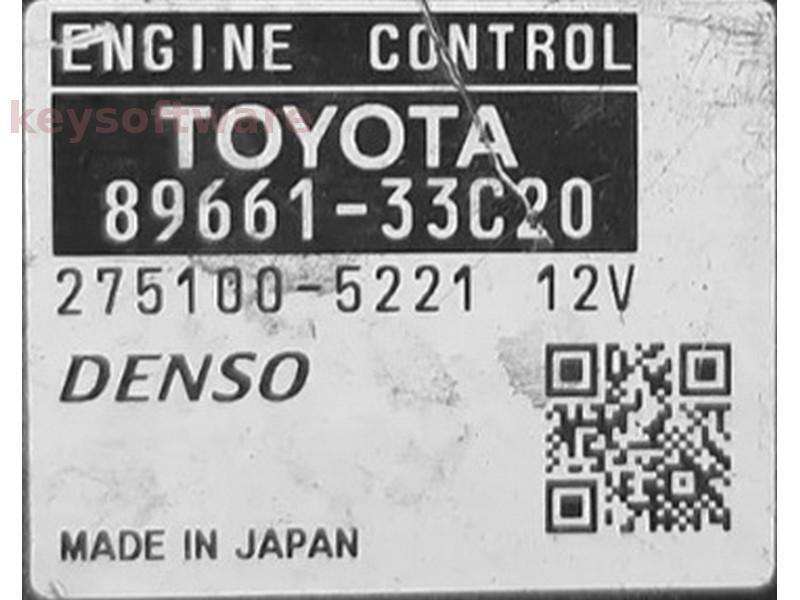 ENGINE CONTROL
keysoftware
TOYOTA
89661-33C20
275100-5221 12V
DENSO
MADE IN JAPAN